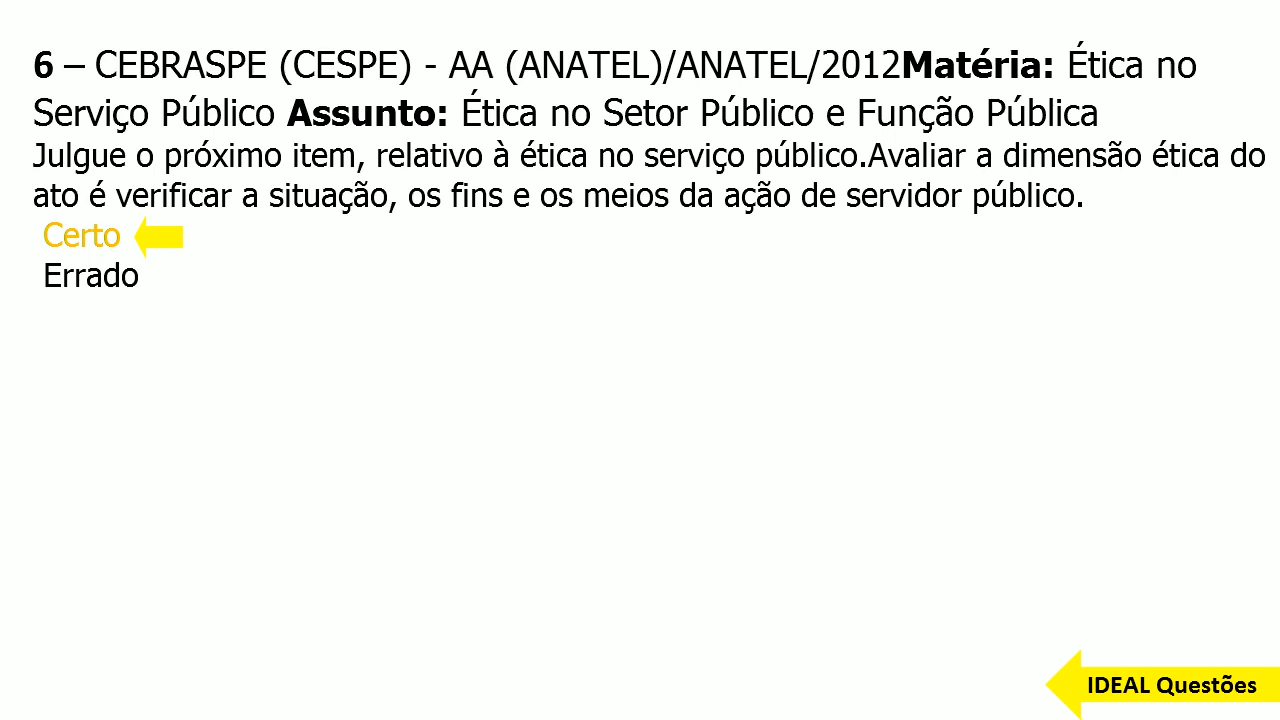 6 – CEBRASPE (CESPE) - AA (ANATEL)/ANATEL/2012Matéria: Ética no
Serviço Público Assunto: Ética no Setor Público e Função Pública
Julgue o próximo item, relativo à ética no serviço público.Avaliar a dimensão ética do
ato é verificar a situação, os fins e os meios da ação de servidor público.
Certo
Errado
IDEAL Questões